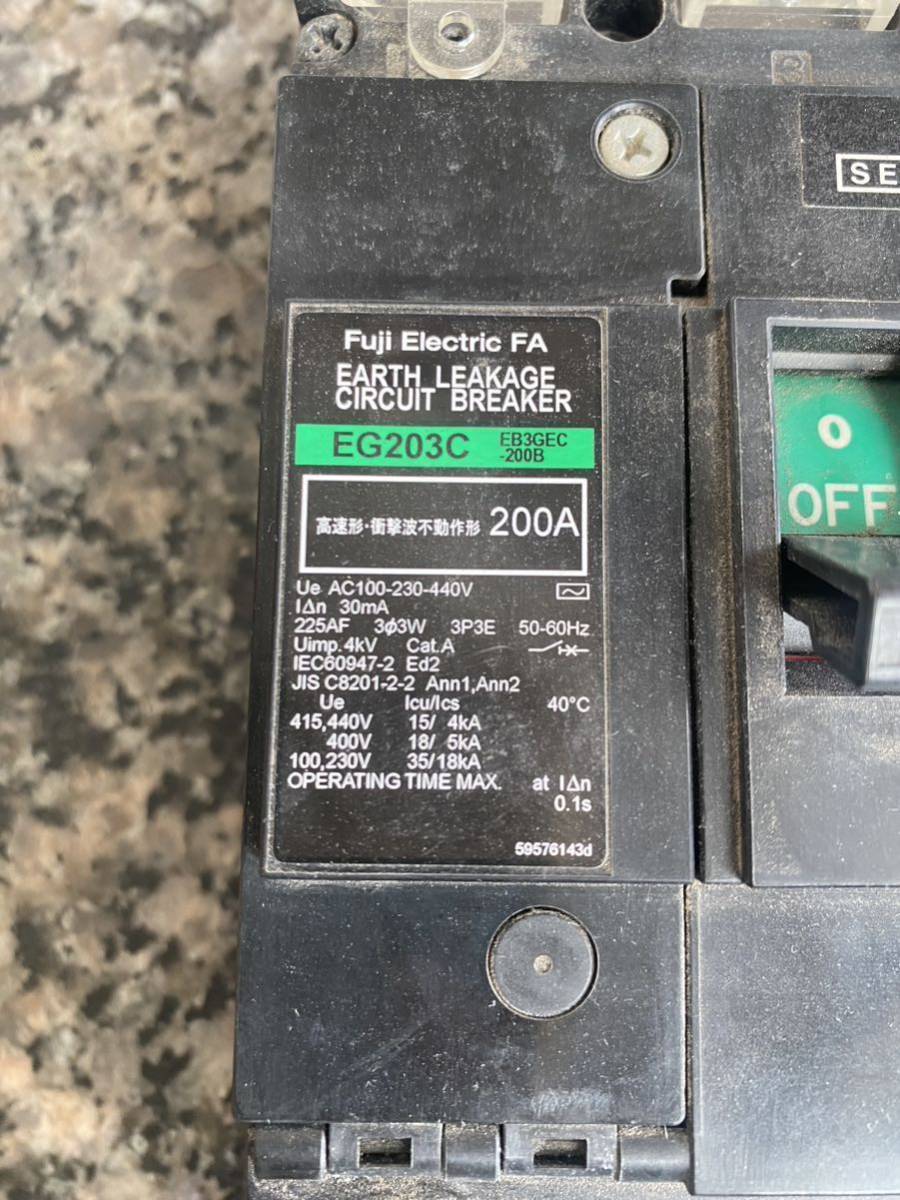 SE
Fuji Electric FA
EARTH LEAKAGE
CIRCUIT BREAKER
EG203C EB3GEC
-200B
高速形・衝撃波不動作形 200A
Ue AC100-230-440V
IΔn 30mA
225AF 3φ3W 3P3E 50-60Hz
Uimp.4kV Cat.A
IEC60947-2 Ed2
JIS C8201-2-2 Ann1,Ann2
Ue Icu/Ics 40°C
415,440V 15/ 4kA
400V 18/ 5kA
100,230V 35/18kA
OPERATING TIME MAX. at IΔn
0.1s
59576143d
O
OFF